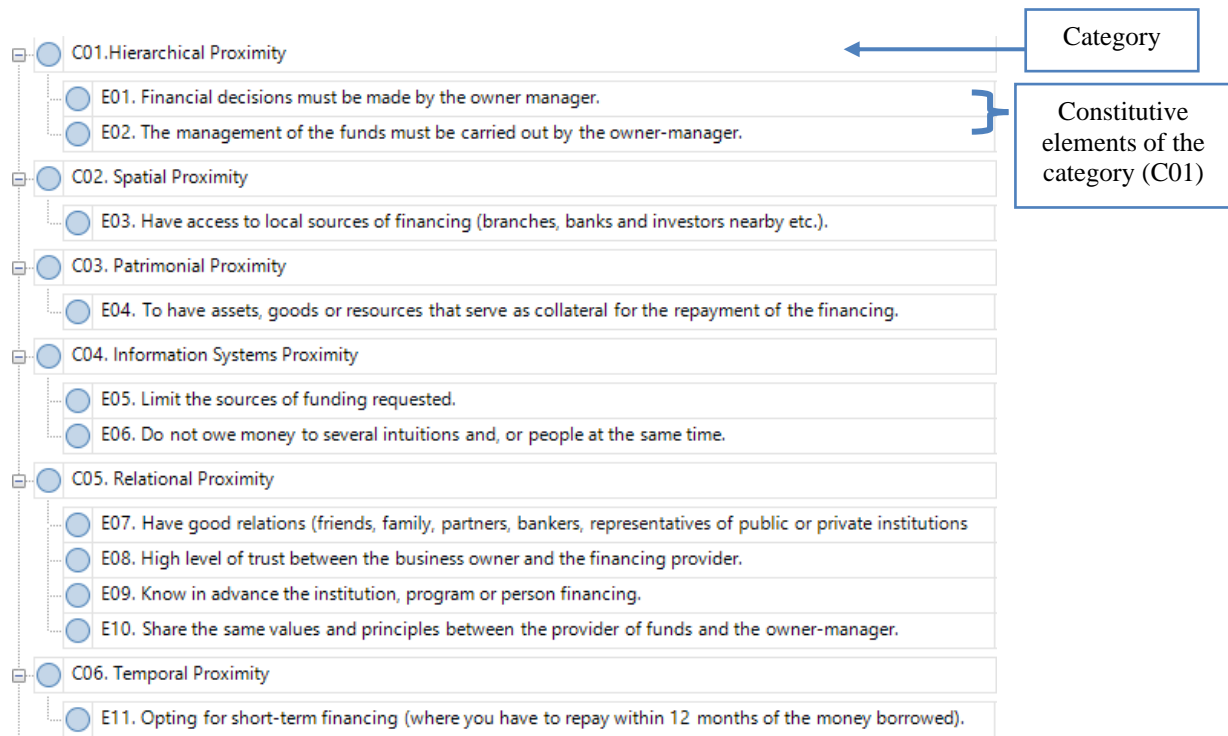 C01.Hierarchical Proximity
Category
E01. Financial decisions must be made by the owner manager.
E02. The management of the funds must be carried out by the owner-manager.
Constitutive
elements of the
category (C01)
C02. Spatial Proximity
E03. Have access to local sources of financing (branches, banks and investors nearby etc.).
C03. Patrimonial Proximity
E04. To have assets, goods or resources that serve as collateral for the repayment of the financing.
C04. Information Systems Proximity
E05. Limit the sources of funding requested.
E06. Do not owe money to several intuitions and, or people at the same time.
C05. Relational Proximity
E07. Have good relations (friends, family, partners, bankers, representatives of public or private institutions
E08. High level of trust between the business owner and the financing provider.
E09. Know in advance the institution, program or person financing.
E10. Share the same values and principles between the provider of funds and the owner-manager.
C06. Temporal Proximity
E11. Opting for short-term financing (where you have to repay within 12 months of the money borrowed).